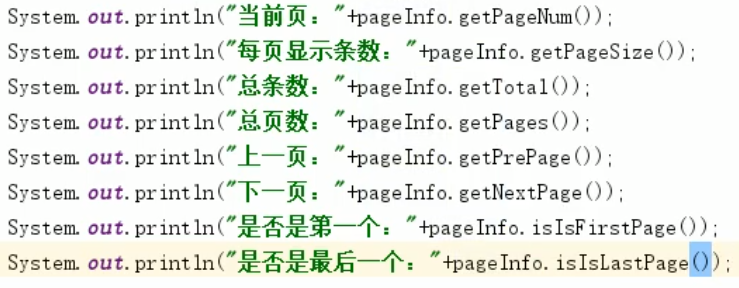 System.out.println("当前页："+pageInfo.getPageNum());
System.out.println("每页显示条数："+pageInfo.getPageSize());
System.out.println("总条数："+pageInfo.getTotal());
System.out.println("总页数："+pageInfo.getPages());
System.out.println("上一页："+pageInfo.getPrePage());
System.out.println("下一页："+pageInfo.getNextPage());
System.out.println("是否是第一个："+pageInfo.isIsFirstPage());
System.out.println("是否是最后一个："+pageInfo.isIsLastPage());